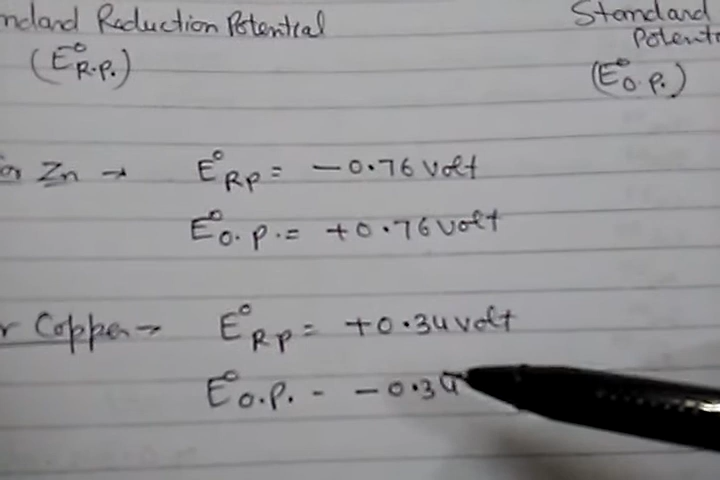 ndard Reduction Potential
(E°R.P.)
Standard
Potent
(E°O.P.)
or Zn → E°RP = -0.76 volt
E°O.P. = +0.76 volt
r Copper → E°RP = +0.34 volt
E°O.P. - -0.34